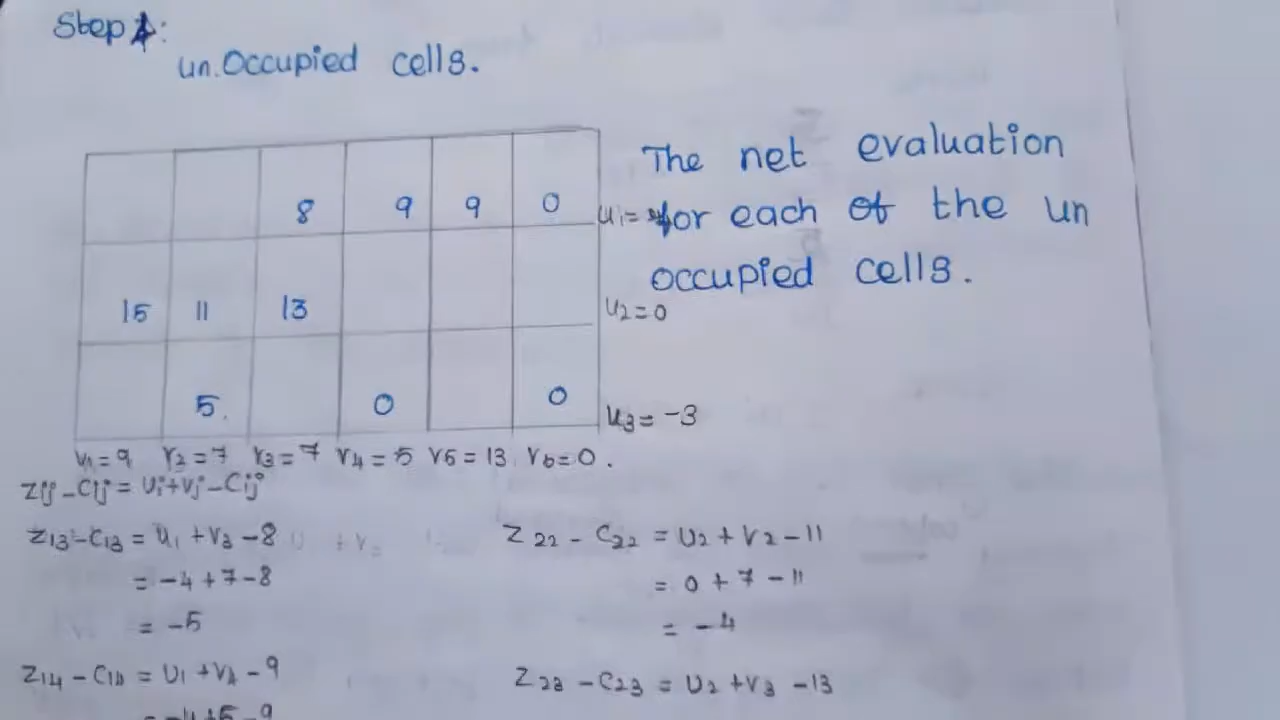 Step 4:
un.Occupied cells.
The net evaluation
for each of the un
occupied cells.
8 9 9 0 u1=
15 11 13 u2=0
5. 0 0 u3=-3
v1=9 v2=7 v3=7 v4=5 v5=13 v6=0.
Zij-Cij=Ui+Vj-Cij
Z13-C13=U1+V3-8
=-4+7-8
=-5
Z14-C14=U1+V4-9
=-4+5-9
Z22-C22=U2+V2-11
=0+7-11
=-4
Z23-C23=U2+V3-13